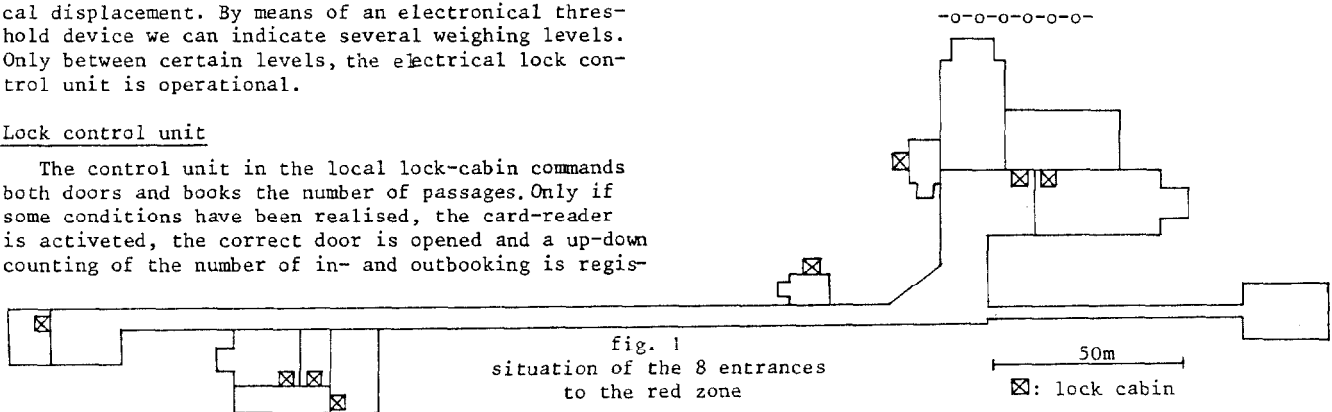 cal displacement. By means of an electronical thres-
hold device we can indicate several weighing levels.
Only between certain levels, the electrical lock con-
trol unit is operational.
Lock control unit
The control unit in the local lock-cabin commands
both doors and books the number of passages. Only if
some conditions have been realised, the card-reader
is activeted, the correct door is opened and a up-down
counting of the number of in- and outbooking is regis-
fig. 1
situation of the 8 entrances
to the red zone
50m
: lock cabin